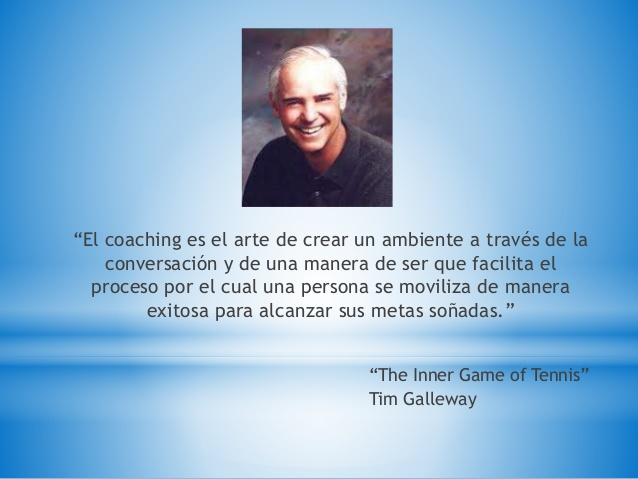 “El coaching es el arte de crear un ambiente a través de la
conversación y de una manera de ser que facilita el
proceso por el cual una persona se moviliza de manera
exitosa para alcanzar sus metas soñadas.”
“The Inner Game of Tennis”
Tim Galleway